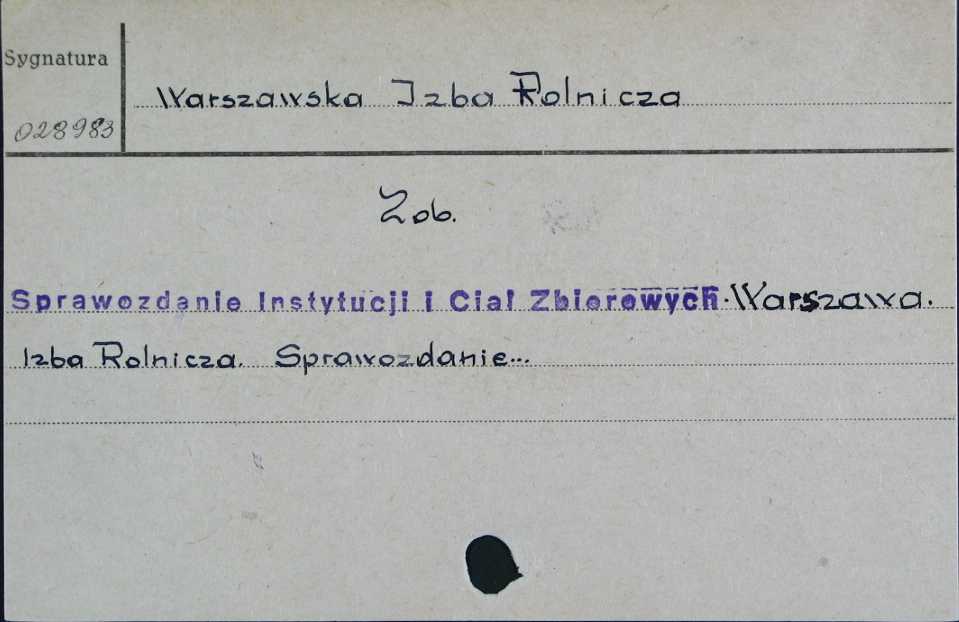 Sygnatura
Warszawska Izba Rolnicza
028983
Zob.
Sprawozdanie Instytucji i Ciał Zbiorowych. Warszawa.
Izba Rolnicza. Sprawozdanie...